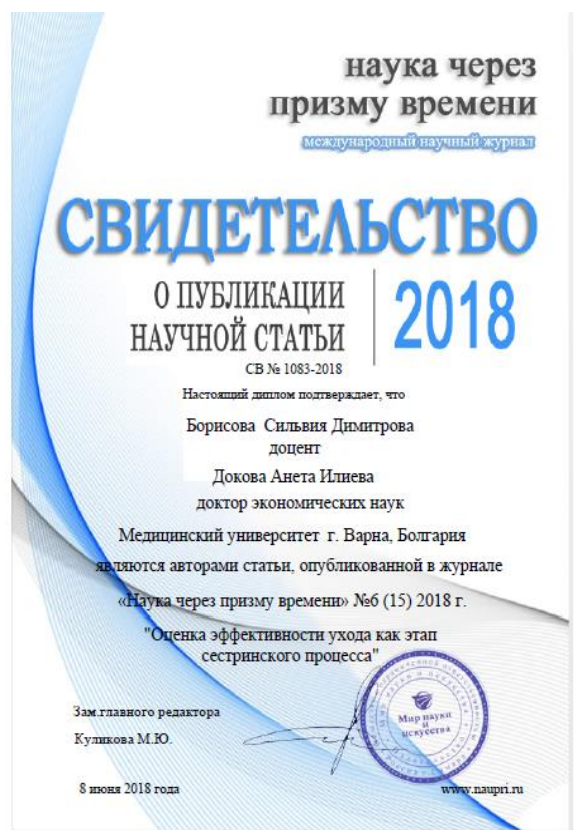 наука через
призму времени
международный научный журнал
СВИДЕТЕЛЬСТВО
О ПУБЛИКАЦИИ
НАУЧНОЙ СТАТЬИ
2018
СВ № 1083-2018
Настоящий диплом подтверждает, что
Борисова Сильвия Димитрова
доцент
Докова Анета Илиева
доктор экономических наук
Медицинский университет г. Варна, Болгария
являются авторами статьи, опубликованной в журнале
«Наука через призму времени» №6 (15) 2018 г.
"Оценка эффективности ухода как этап
сестринского процесса"
Зам.главного редактора
Куликова М.Ю.
Мир науки
и
искусства
8 июня 2018 года
www.naupri.ru